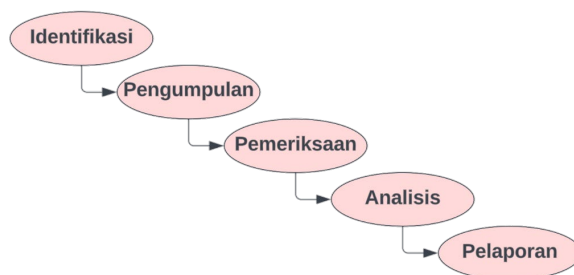 Identifikasi
Pengumpulan
Pemeriksaan
Analisis
Pelaporan